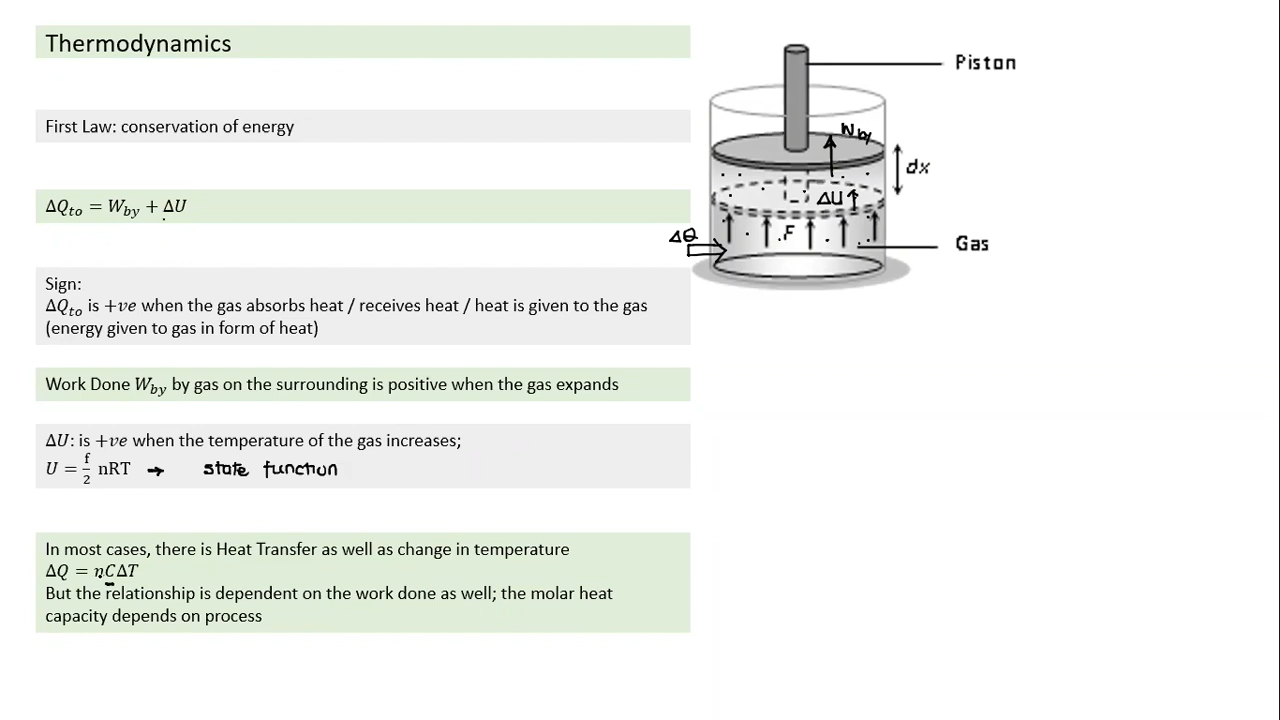 Thermodynamics
First Law: conservation of energy
ΔQ_to = W_by + ΔU
Sign:
ΔQ_to is +ve when the gas absorbs heat / receives heat / heat is given to the gas
(energy given to gas in form of heat)
Work Done W_by by gas on the surrounding is positive when the gas expands
ΔU: is +ve when the temperature of the gas increases;
U = f/2 nRT → state function
In most cases, there is Heat Transfer as well as change in temperature
ΔQ = nCΔT
But the relationship is dependent on the work done as well; the molar heat
capacity depends on process
Piston
W_by
dx
ΔU↑
ΔQ
F
Gas